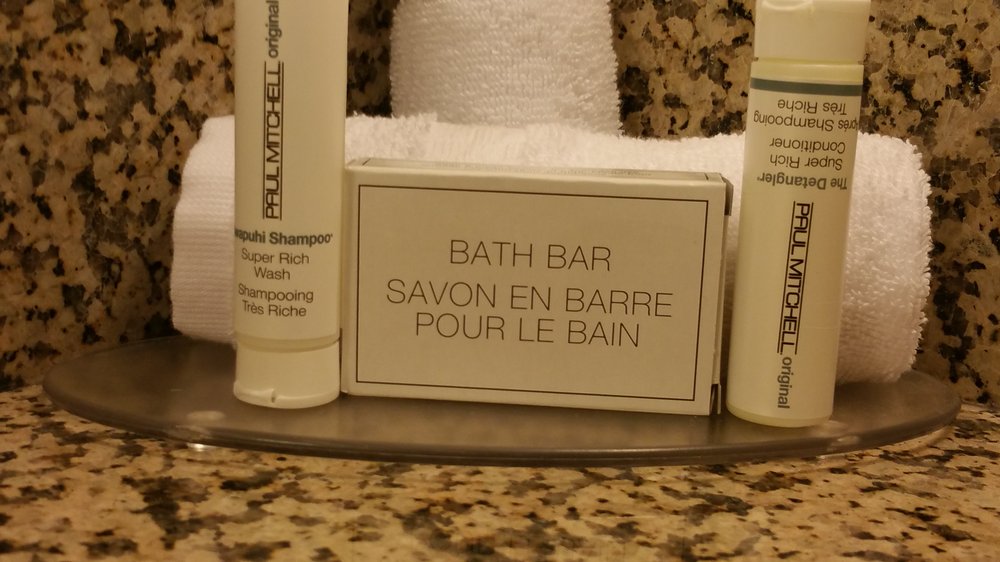 PAUL MITCHELL original
Shampoo
Super Rich
Wash
Shampooing
Très Riche
BATH BAR
SAVON EN BARRE
POUR LE BAIN
PAUL MITCHELL original
The Detangler
Super Rich
Conditioner
Shampooing
Très Riche